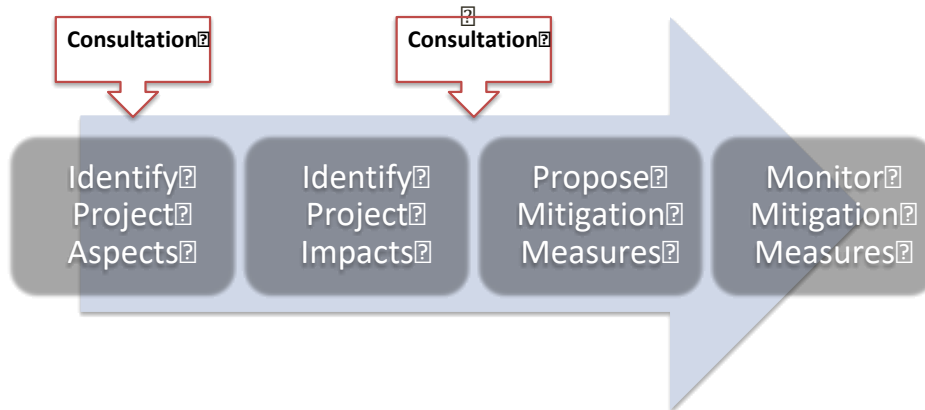 Consultation
Consultation
Identify
Project
Aspects
Identify
Project
Impacts
Propose
Mitigation
Measures
Monitor
Mitigation
Measures